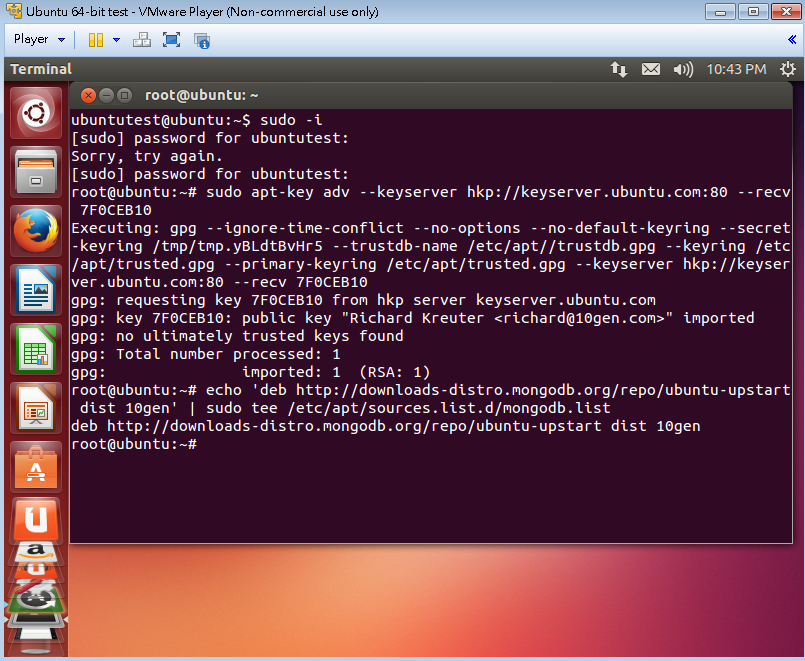 Ubuntu 64-bit test - VMware Player (Non-commercial use only)
Player
Terminal
10:43 PM
root@ubuntu: ~
ubuntutest@ubuntu:~$ sudo -i
[sudo] password for ubuntutest:
Sorry, try again.
[sudo] password for ubuntutest:
root@ubuntu:~# sudo apt-key adv --keyserver hkp://keyserver.ubuntu.com:80 --recv
7F0CEB10
Executing: gpg --ignore-time-conflict --no-options --no-default-keyring --secret
-keyring /tmp/tmp.yBLdtBvHr5 --trustdb-name /etc/apt//trustdb.gpg --keyring /etc
/apt/trusted.gpg --primary-keyring /etc/apt/trusted.gpg --keyserver hkp://keyser
ver.ubuntu.com:80 --recv 7F0CEB10
gpg: requesting key 7F0CEB10 from hkp server keyserver.ubuntu.com
gpg: key 7F0CEB10: public key "Richard Kreuter <richard@10gen.com>" imported
gpg: no ultimately trusted keys found
gpg: Total number processed: 1
gpg:               imported: 1  (RSA: 1)
root@ubuntu:~# echo 'deb http://downloads-distro.mongodb.org/repo/ubuntu-upstart
dist 10gen' | sudo tee /etc/apt/sources.list.d/mongodb.list
deb http://downloads-distro.mongodb.org/repo/ubuntu-upstart dist 10gen
root@ubuntu:~#